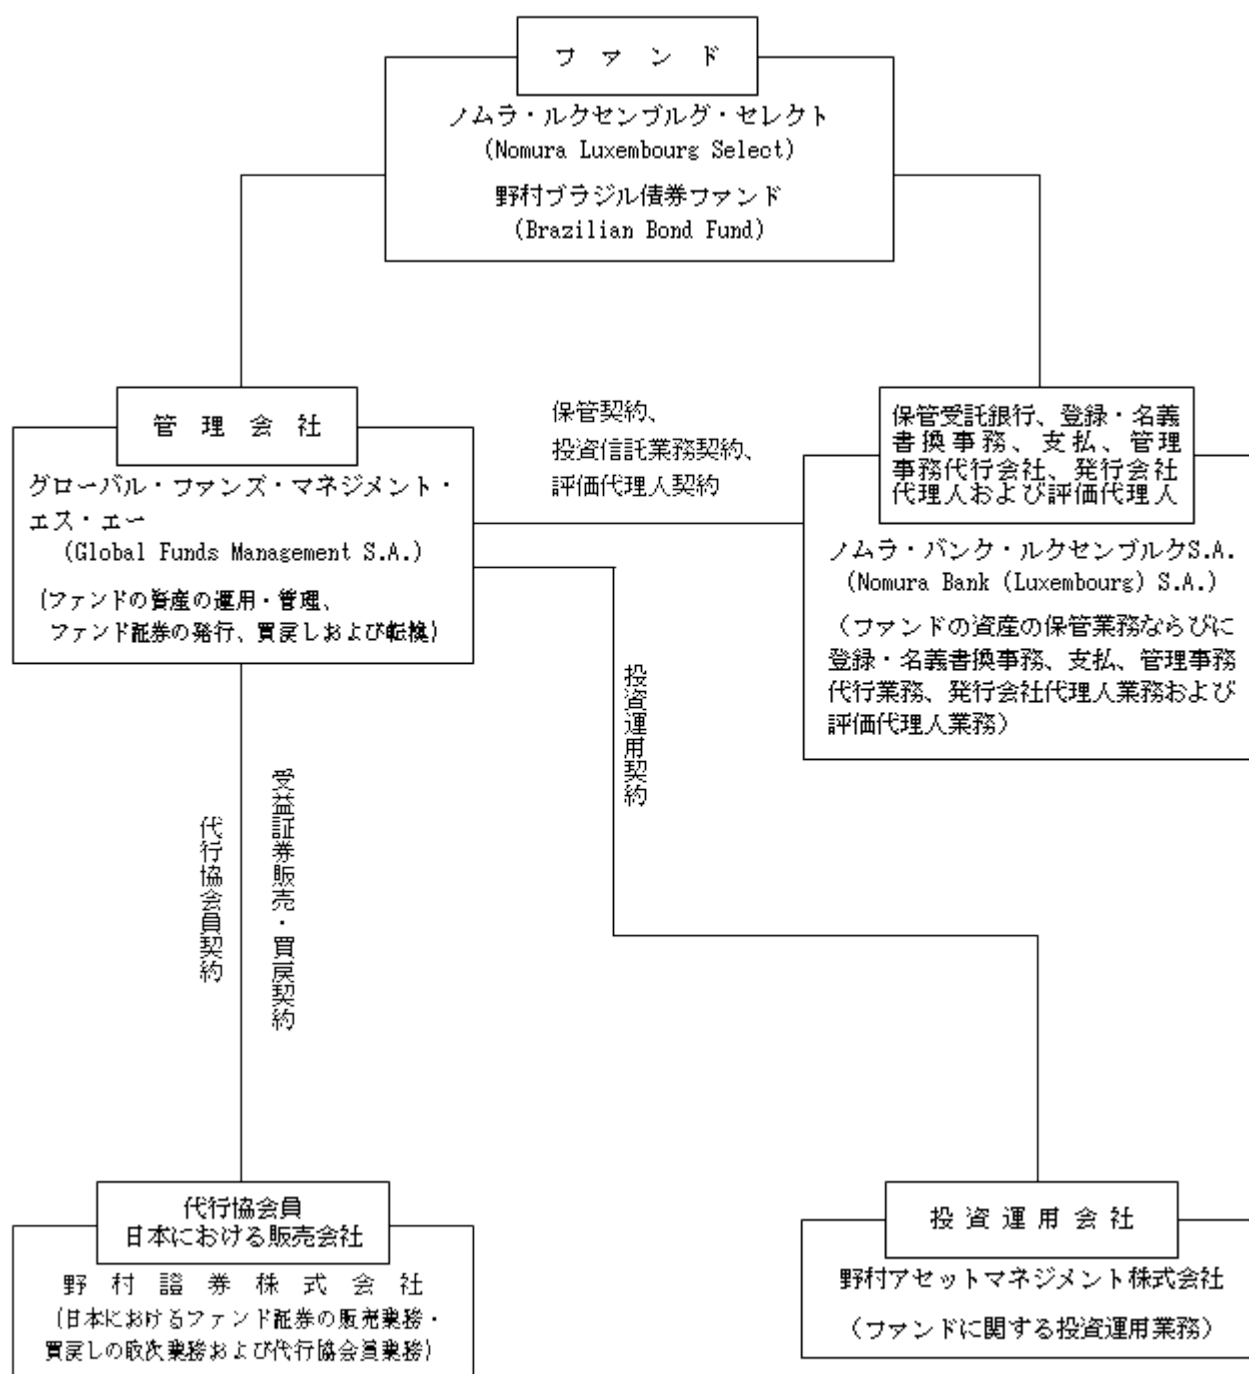 ファンド
ノムラ・ルクセンブルグ・セレクト
(Nomura Luxembourg Select)
野村ブラジル債券ファンド
(Brazilian Bond Fund)
管理会社
グローバル・ファンズ・マネジメント・
エス・エー
(Global Funds Management S.A.)
(ファンドの資産の運用・管理、
ファンド証券の発行、買戻しおよび転換)
保管契約、
投資信託業務契約、
評価代理人契約
保管受託銀行、登録・名義
書換事務、支払、管理
事務代行会社、発行会社
代理人および評価代理人
ノムラ・バンク・ルクセンブルクS.A.
(Nomura Bank (Luxembourg) S.A.)
(ファンドの資産の保管業務ならびに
登録・名義書換事務、支払、管理事務
代行業務、発行会社代理人業務および
評価代理人業務)
代行協会員契約
受益証券販売・買戻契約
投資運用契約
代行協会員
日本における販売会社
野村證券株式会社
(日本におけるファンド証券の販売業務・
買戻しの取次業務および代行協会員業務)
投資運用会社
野村アセットマネジメント株式会社
(ファンドに関する投資運用業務)